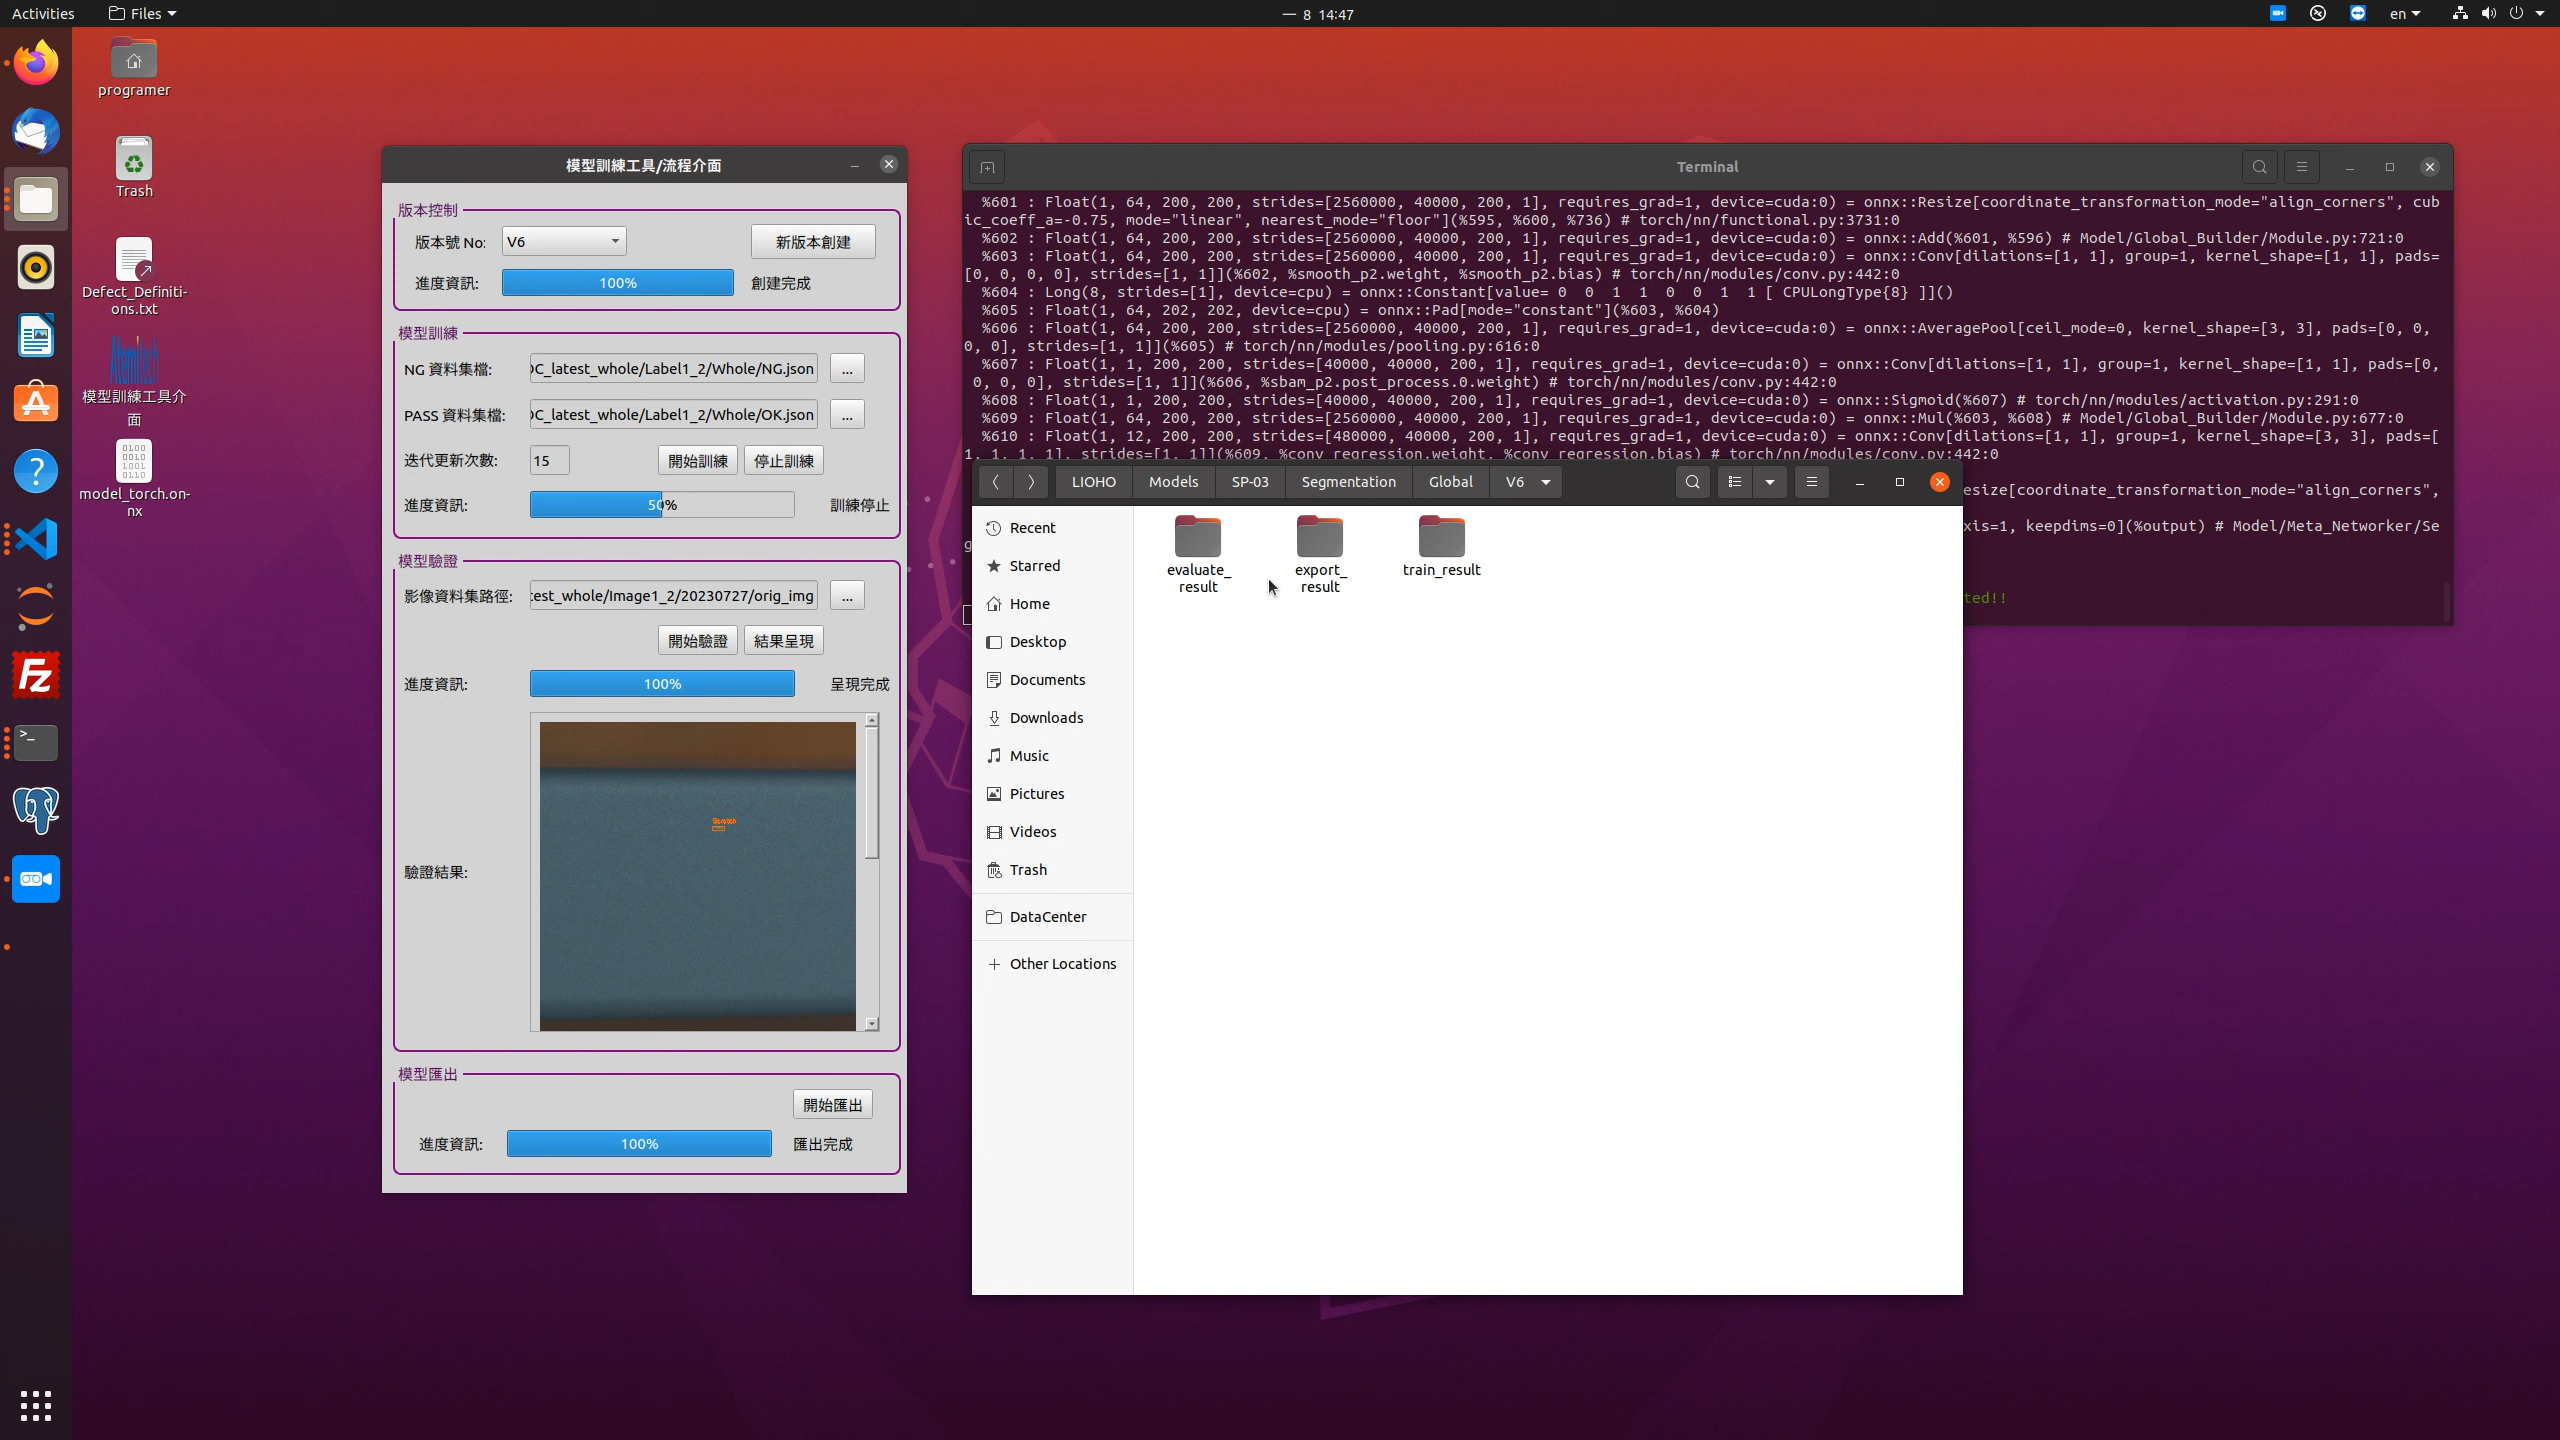 Activities
Files
一 8 14:47
en
programer
Trash
Defect_Definiti-
ons.txt
模型訓練工具介
面
model_torch.on-
nx
模型訓練工具/流程介面
版本控制
版本號 No:
V6
新版本創建
進度資訊:
100%
創建完成
模型訓練
NG 資料集檔:
C_latest_whole/Label1_2/Whole/NG.json
...
PASS 資料集檔:
C_latest_whole/Label1_2/Whole/OK.json
...
迭代更新次數:
15
開始訓練
停止訓練
進度資訊:
50%
訓練停止
模型驗證
影像資料集路徑:
est_whole/Image1_2/20230727/orig_img
...
開始驗證
結果呈現
進度資訊:
100%
呈現完成
驗證結果:
Scratch
模型匯出
開始匯出
進度資訊:
100%
匯出完成
Terminal
%601 : Float(1, 64, 200, 200, strides=[2560000, 40000, 200, 1], requires_grad=1, device=cuda:0) = onnx::Resize[coordinate_transformation_mode="align_corners", cub
ic_coeff_a=-0.75, mode="linear", nearest_mode="floor"](%595, %600, %736) # torch/nn/functional.py:3731:0
%602 : Float(1, 64, 200, 200, strides=[2560000, 40000, 200, 1], requires_grad=1, device=cuda:0) = onnx::Add(%601, %596) # Model/Global_Builder/Module.py:721:0
%603 : Float(1, 64, 200, 200, strides=[2560000, 40000, 200, 1], requires_grad=1, device=cuda:0) = onnx::Conv[dilations=[1, 1], group=1, kernel_shape=[1, 1], pads=
[0, 0, 0, 0], strides=[1, 1]](%602, %smooth_p2.weight, %smooth_p2.bias) # torch/nn/modules/conv.py:442:0
%604 : Long(8, strides=[1], device=cpu) = onnx::Constant[value= 0 0 1 1 0 0 1 1 [ CPULongType{8} ]]()
%605 : Float(1, 64, 202, 202, device=cpu) = onnx::Pad[mode="constant"](%603, %604)
%606 : Float(1, 64, 200, 200, strides=[2560000, 40000, 200, 1], requires_grad=1, device=cuda:0) = onnx::AveragePool[ceil_mode=0, kernel_shape=[3, 3], pads=[0, 0,
0, 0], strides=[1, 1]](%605) # torch/nn/modules/pooling.py:616:0
%607 : Float(1, 1, 200, 200, strides=[40000, 40000, 200, 1], requires_grad=1, device=cuda:0) = onnx::Conv[dilations=[1, 1], group=1, kernel_shape=[1, 1], pads=[0,
0, 0, 0], strides=[1, 1]](%606, %sbam_p2.post_process.0.weight) # torch/nn/modules/conv.py:442:0
%608 : Float(1, 1, 200, 200, strides=[40000, 40000, 200, 1], requires_grad=1, device=cuda:0) = onnx::Sigmoid(%607) # torch/nn/modules/activation.py:291:0
%609 : Float(1, 64, 200, 200, strides=[2560000, 40000, 200, 1], requires_grad=1, device=cuda:0) = onnx::Mul(%603, %608) # Model/Global_Builder/Module.py:677:0
%610 : Float(1, 12, 200, 200, strides=[480000, 40000, 200, 1], requires_grad=1, device=cuda:0) = onnx::Conv[dilations=[1, 1], group=1, kernel_shape=[3, 3], pads=[
1, 1, 1, 1], strides=[1, 1]](%609, %conv_regression.weight, %conv_regression.bias) # torch/nn/modules/conv.py:442:0
esize[coordinate_transformation_mode="align_corners",
xis=1, keepdims=0](%output) # Model/Meta_Networker/Se
g
ted!!
LIOHO
Models
SP-03
Segmentation
Global
V6
Recent
Starred
Home
Desktop
Documents
Downloads
Music
Pictures
Videos
Trash
DataCenter
Other Locations
evaluate_
result
export_
result
train_result